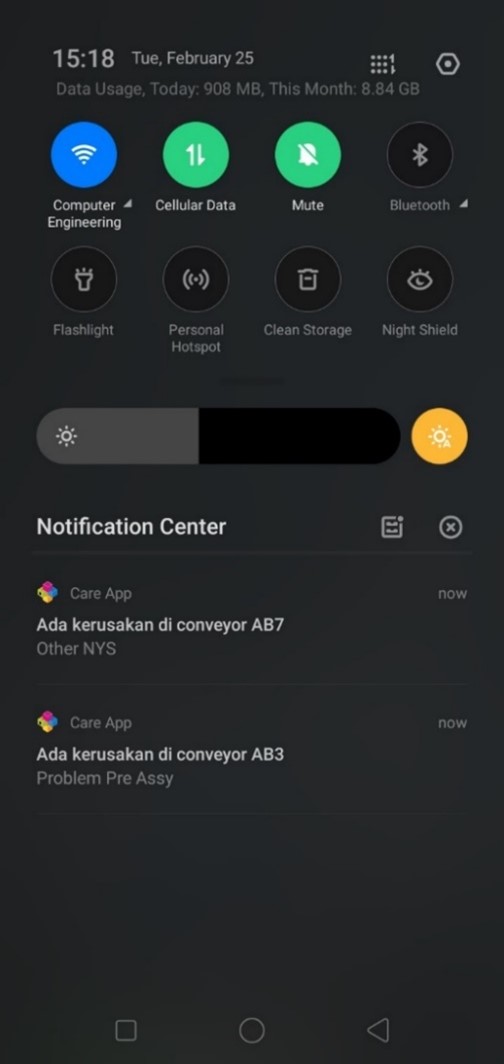 15:18 Tue, February 25
Data Usage, Today: 908 MB, This Month: 8.84 GB
Computer Engineering
Cellular Data
Mute
Bluetooth
Flashlight
Personal Hotspot
Clean Storage
Night Shield
Notification Center
Care App now
Ada kerusakan di conveyor AB7
Other NYS
Care App now
Ada kerusakan di conveyor AB3
Problem Pre Assy